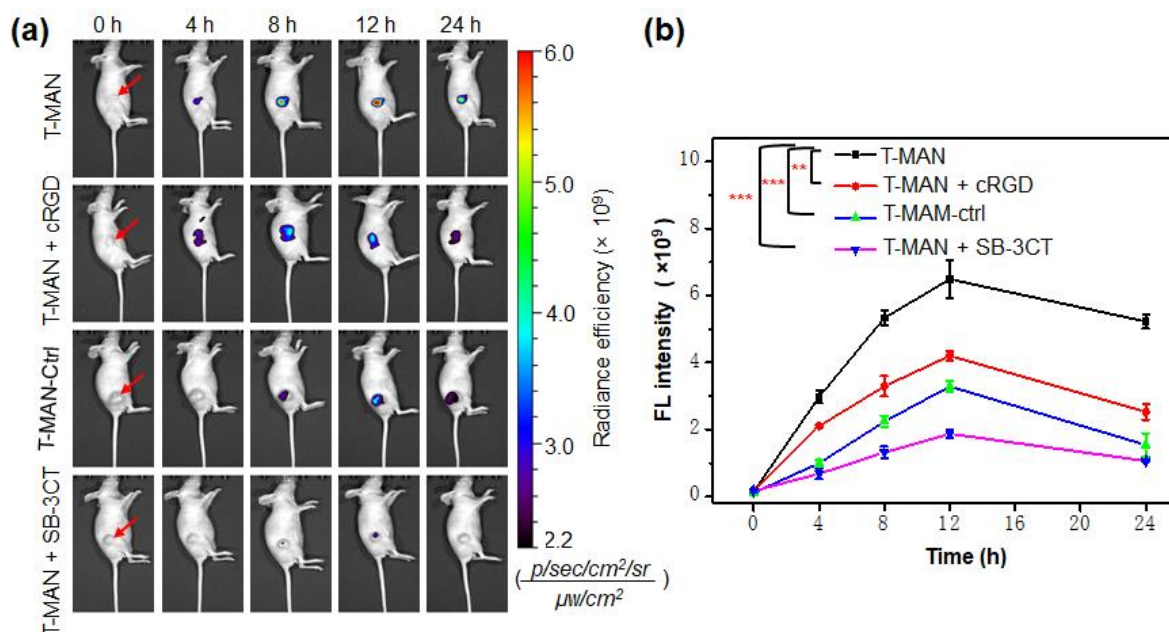 (a)
0 h 4 h 8 h 12 h 24 h
T-MAN
T-MAN + cRGD
T-MAN-Ctrl
T-MAN + SB-3CT
6.0
5.0
4.0
3.0
2.2
Radiance efficiency (× 10⁹)
( p/sec/cm²/sr )
μw/cm²
(b)
T-MAN
T-MAN + cRGD
T-MAM-ctrl
T-MAN + SB-3CT
**
***
***
10
8
6
4
2
0
FL intensity ( ×10⁹)
0 4 8 12 16 20 24
Time (h)